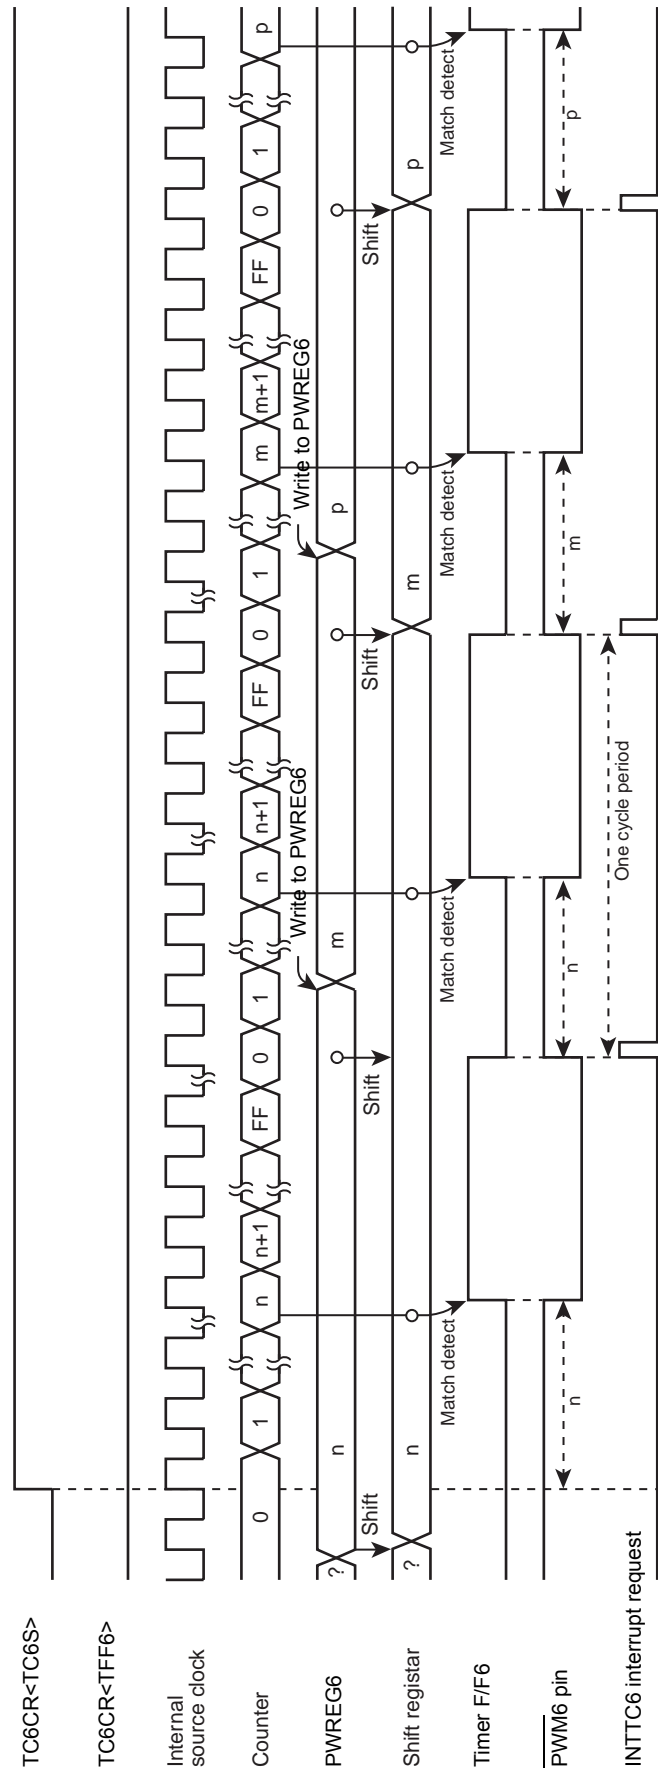 TC6CR<TC6S>
TC6CR<TFF6>
Internal
source clock
Counter
0 1 n n+1 FF 0 1 n n+1 FF 0 1 m m+1 FF 0 1 p
Write to PWREG6
Write to PWREG6
PWREG6
? n m p
Shift
Shift
Shift
Shift
Shift registar
? n m p
Match detect
Match detect
Match detect
Match detect
Timer F/F6
PWM6 pin
n n m p
One cycle period
INTTC6 interrupt request